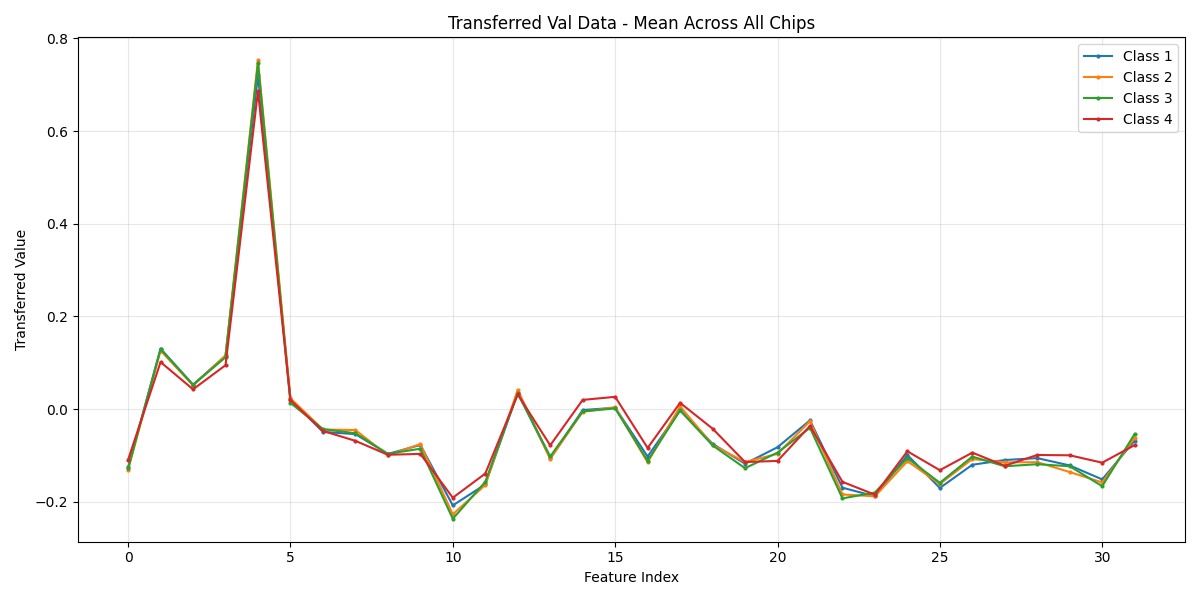 Transferred Val Data - Mean Across All Chips
Class 1
Class 2
Class 3
Class 4
Transferred Value
0.8
0.6
0.4
0.2
0.0
−0.2
0 5 10 15 20 25 30
Feature Index